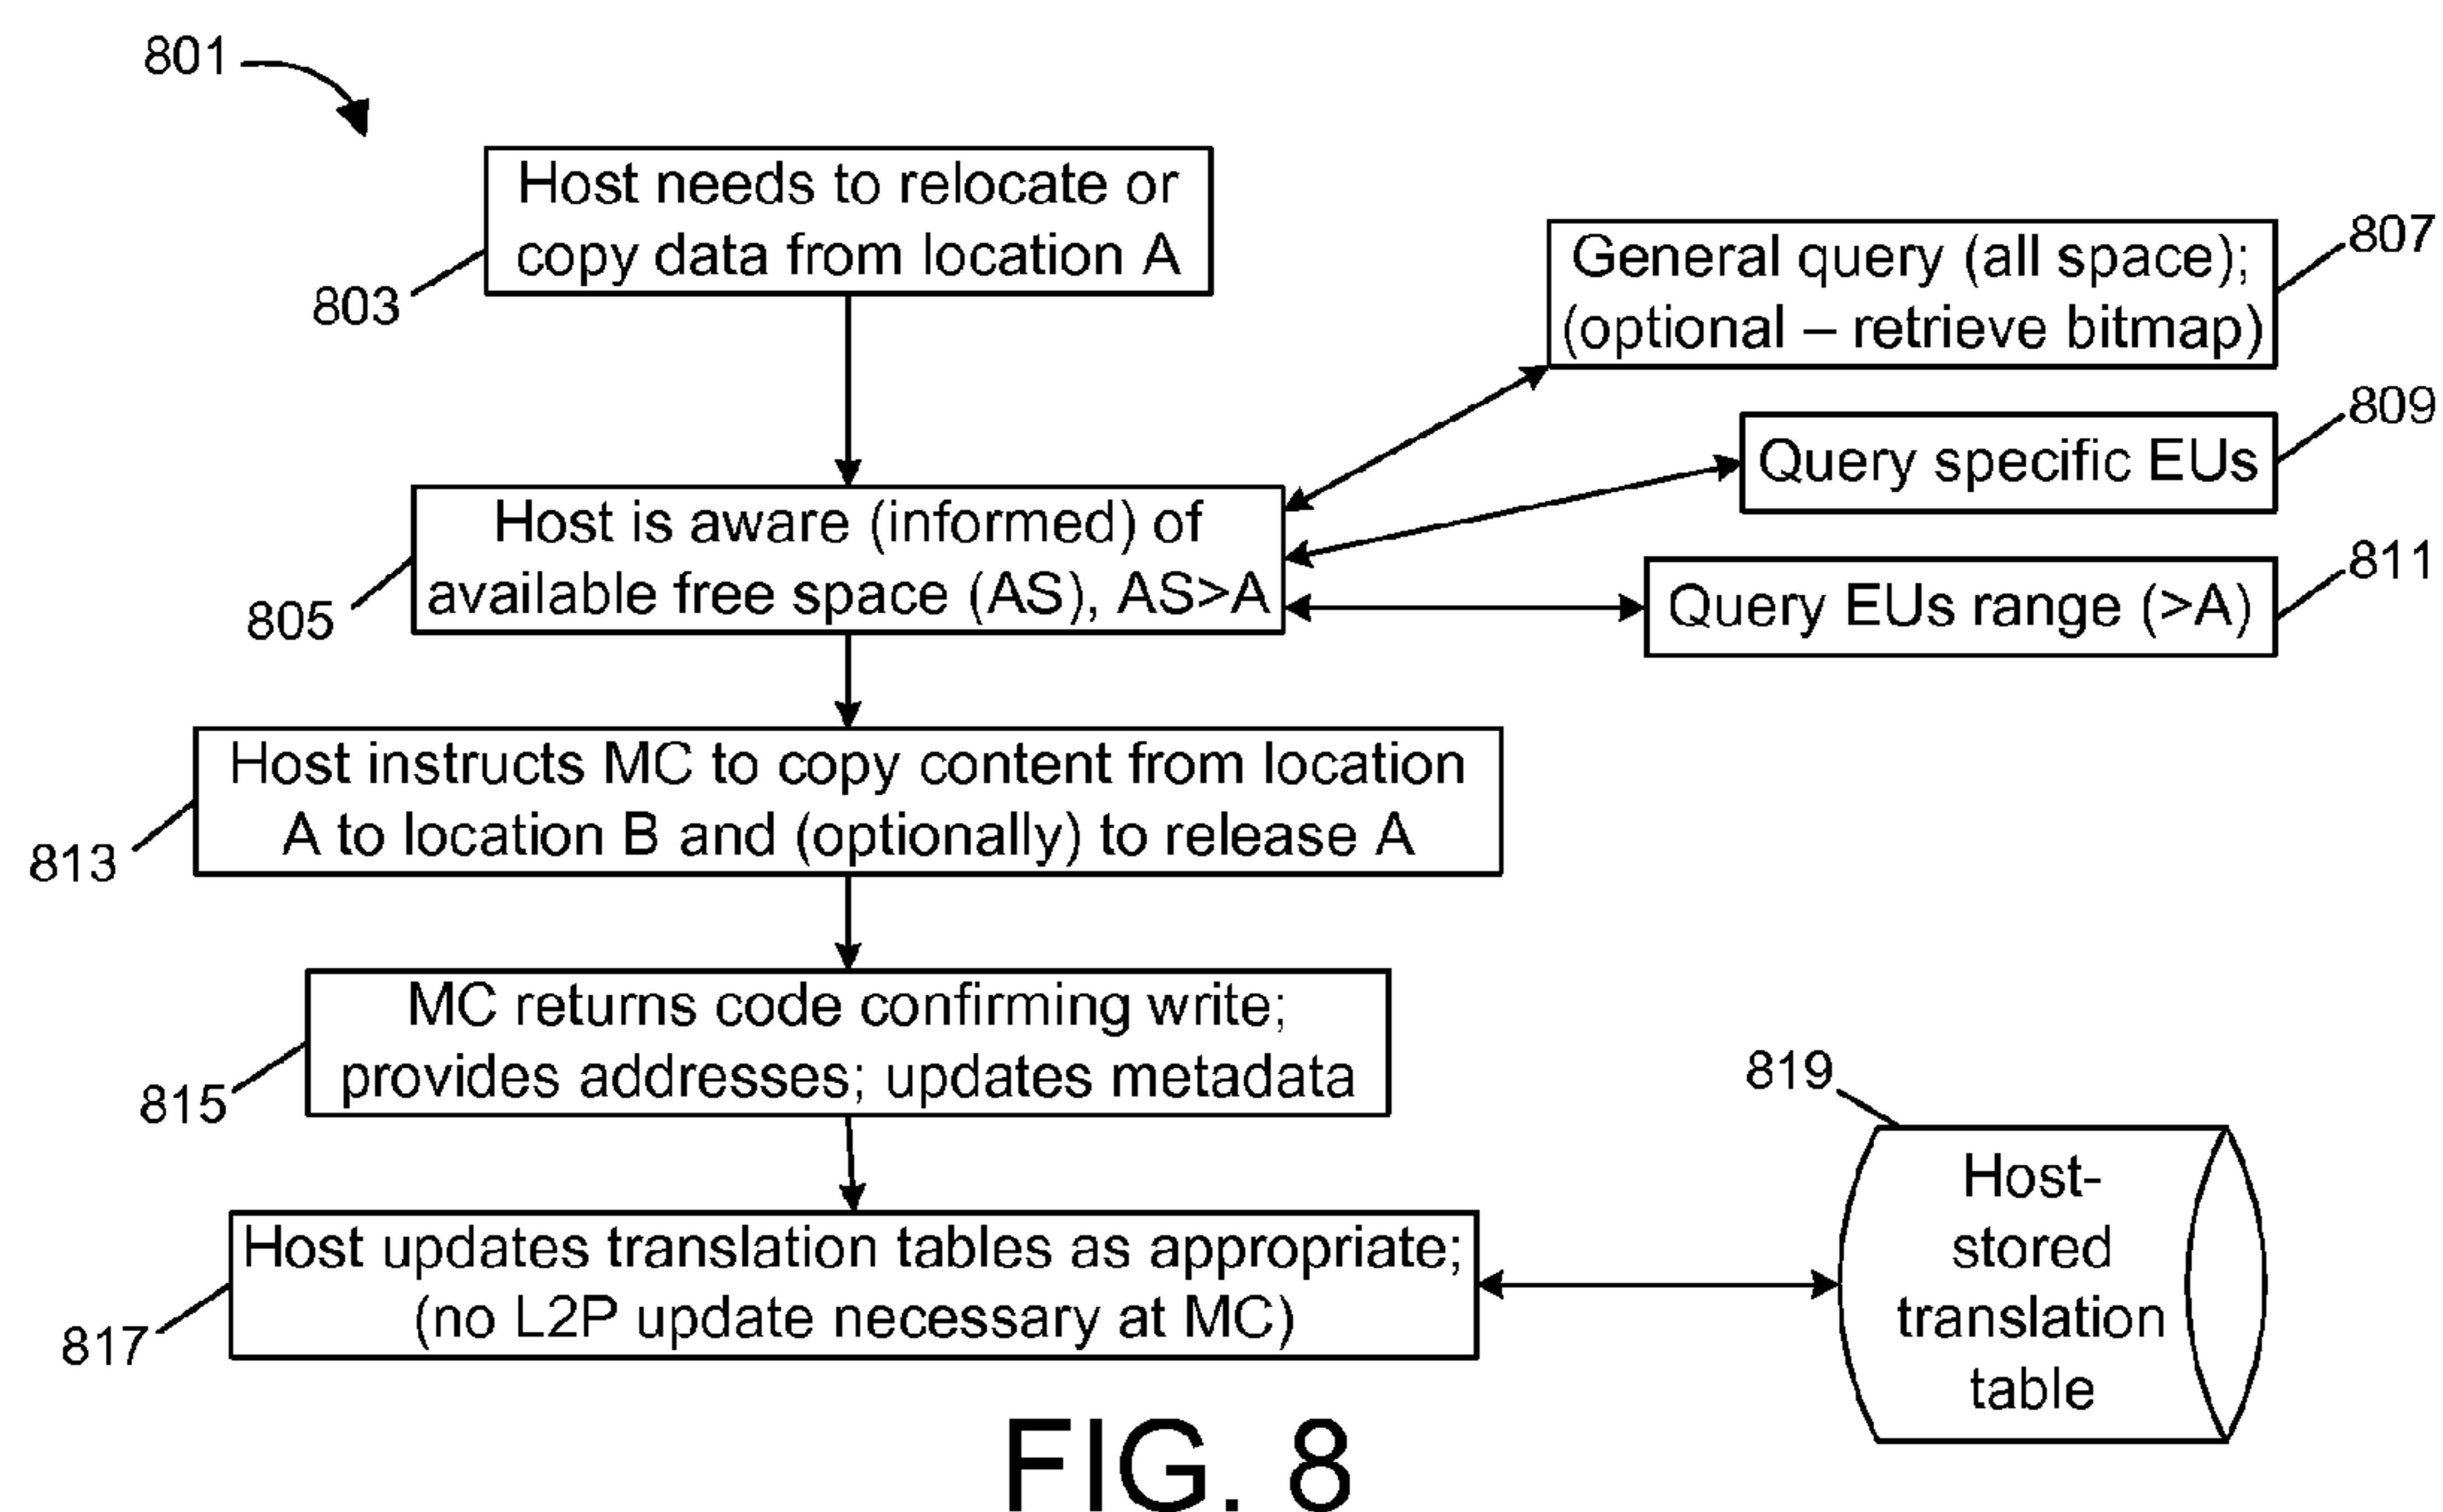 801
Host needs to relocate or
copy data from location A
803
General query (all space);
(optional – retrieve bitmap)
807
Query specific EUs
809
Host is aware (informed) of
available free space (AS), AS>A
805
Query EUs range (>A)
811
Host instructs MC to copy content from location
A to location B and (optionally) to release A
813
MC returns code confirming write;
provides addresses; updates metadata
815
Host updates translation tables as appropriate;
(no L2P update necessary at MC)
817
819
Host-
stored
translation
table
FIG. 8